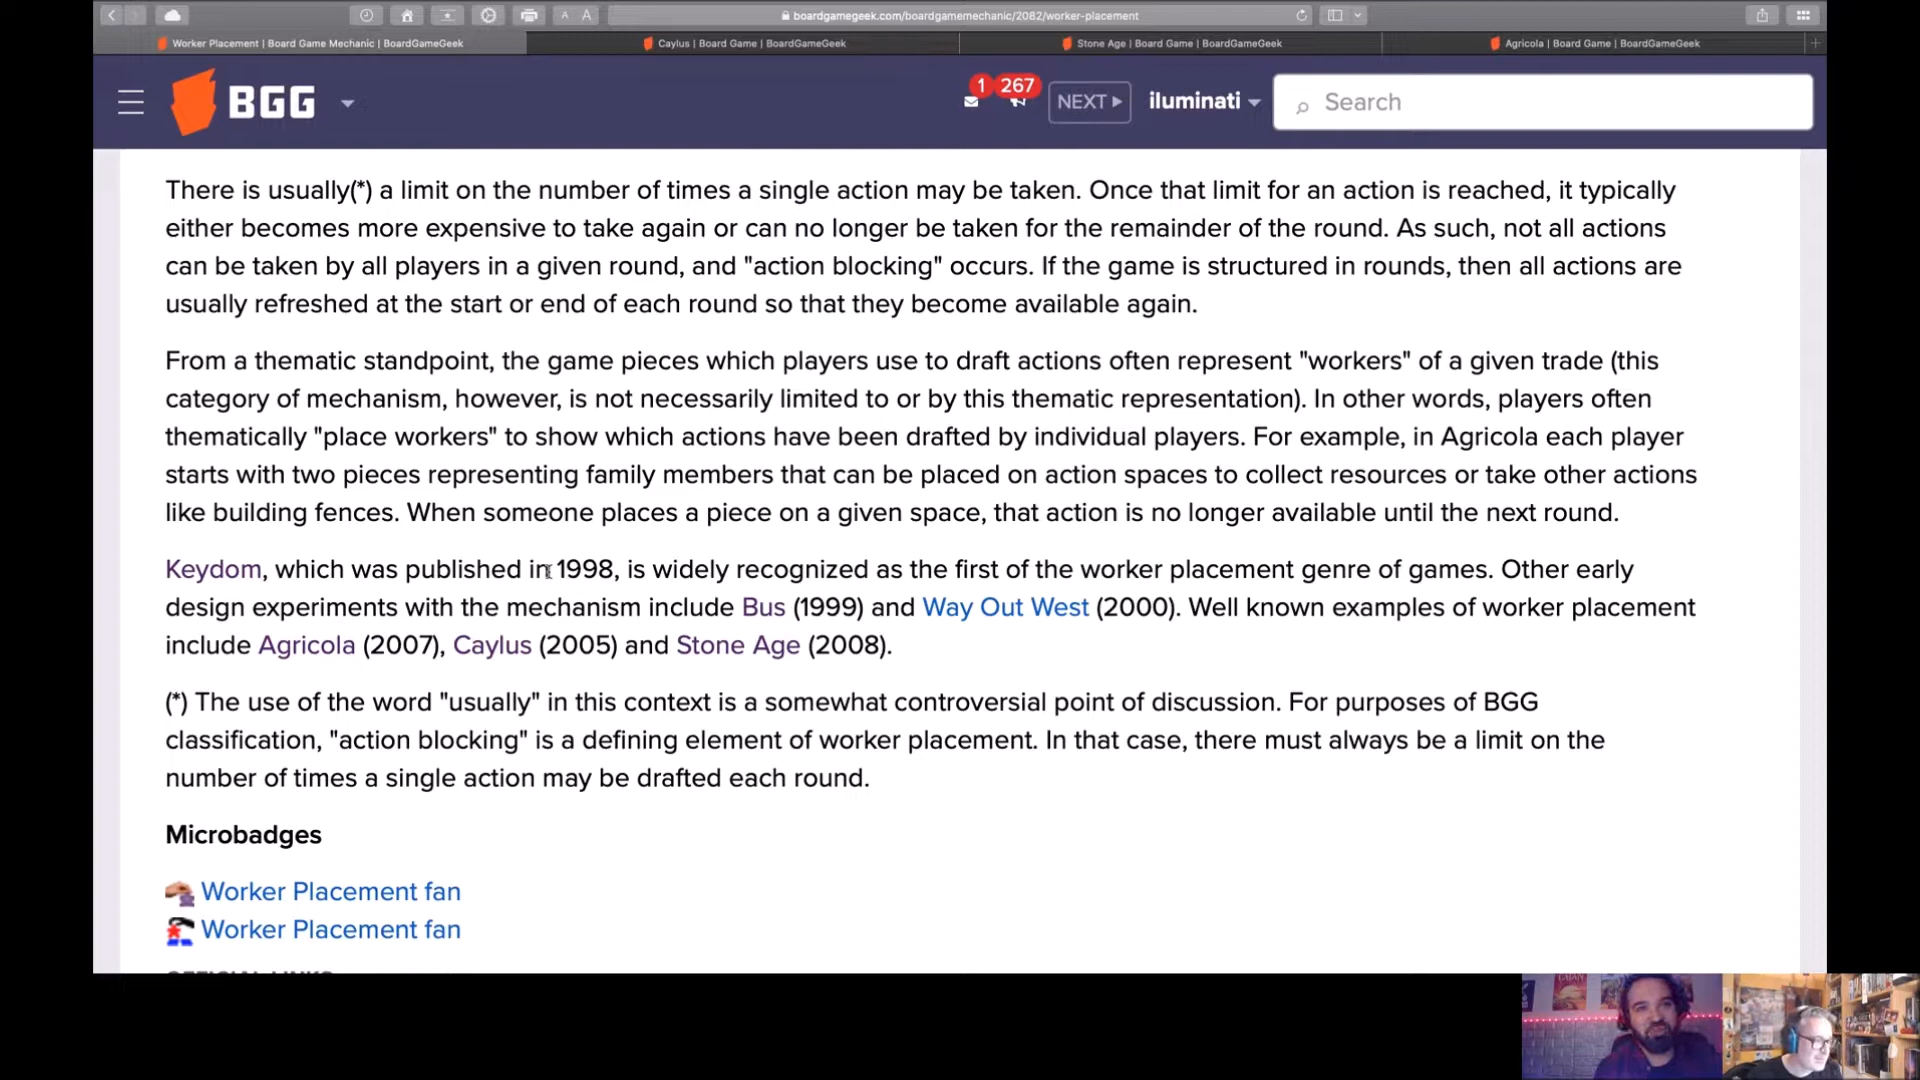 boardgamegeek.com/boardgamemechanic/2082/worker-placement
Worker Placement | Board Game Mechanic | BoardGameGeek
Caylus | Board Game | BoardGameGeek
Stone Age | Board Game | BoardGameGeek
Agricola | Board Game | BoardGameGeek
BGG
1
267
NEXT
iluminati
Search
There is usually(*) a limit on the number of times a single action may be taken. Once that limit for an action is reached, it typically
either becomes more expensive to take again or can no longer be taken for the remainder of the round. As such, not all actions
can be taken by all players in a given round, and "action blocking" occurs. If the game is structured in rounds, then all actions are
usually refreshed at the start or end of each round so that they become available again.
From a thematic standpoint, the game pieces which players use to draft actions often represent "workers" of a given trade (this
category of mechanism, however, is not necessarily limited to or by this thematic representation). In other words, players often
thematically "place workers" to show which actions have been drafted by individual players. For example, in Agricola each player
starts with two pieces representing family members that can be placed on action spaces to collect resources or take other actions
like building fences. When someone places a piece on a given space, that action is no longer available until the next round.
Keydom, which was published in 1998, is widely recognized as the first of the worker placement genre of games. Other early
design experiments with the mechanism include Bus (1999) and Way Out West (2000). Well known examples of worker placement
include Agricola (2007), Caylus (2005) and Stone Age (2008).
(*) The use of the word "usually" in this context is a somewhat controversial point of discussion. For purposes of BGG
classification, "action blocking" is a defining element of worker placement. In that case, there must always be a limit on the
number of times a single action may be drafted each round.
Microbadges
Worker Placement fan
Worker Placement fan